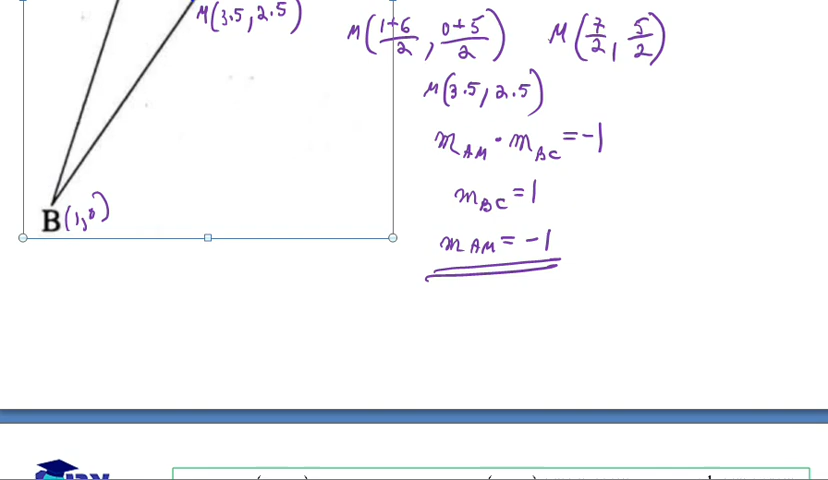 M(3.5, 2.5)
M((1+6)/2, (0+5)/2) M(7/2, 5/2)
M(3.5, 2.5)
m_AM · m_BC = -1
m_BC = 1
B(1,0)
m_AM = -1